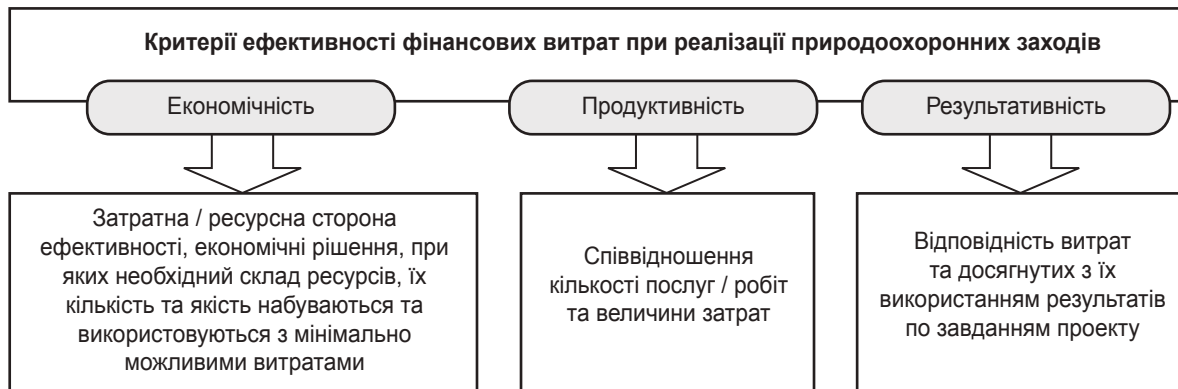 Критерії ефективності фінансових витрат при реалізації природоохоронних заходів
Економічність
Продуктивність
Результативність
Затратна / ресурсна сторона
ефективності, економічні рішення, при
яких необхідний склад ресурсів, їх
кількість та якість набуваються та
використовуються з мінімально
можливими витратами
Співвідношення
кількості послуг / робіт
та величини затрат
Відповідність витрат
та досягнутих з їх
використанням результатів
по завданням проекту